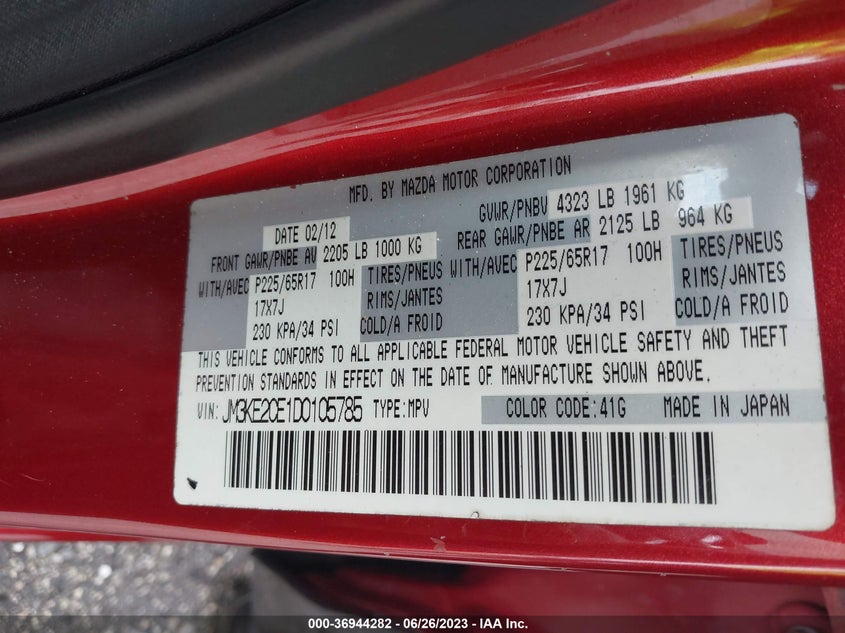 MFD. BY MAZDA MOTOR CORPORATION
DATE 02/12 GVWR/PNBV 4323 LB 1961 KG
FRONT GAWR/PNBE AV 2205 LB 1000 KG REAR GAWR/PNBE AR 2125 LB 964 KG
WITH/AVEC P225/65R17 100H TIRES/PNEUS WITH/AVEC P225/65R17 100H TIRES/PNEUS
17X7J RIMS/JANTES 17X7J RIMS/JANTES
230 KPA/34 PSI COLD/A FROID 230 KPA/34 PSI COLD/A FROID
THIS VEHICLE CONFORMS TO ALL APPLICABLE FEDERAL MOTOR VEHICLE SAFETY AND THEFT
PREVENTION STANDARDS IN EFFECT ON THE DATE OF MANUFACTURE SHOWN ABOVE.
VIN: JM3KE2CE1D0105785 TYPE:MPV COLOR CODE:41G MADE IN JAPAN
000-36944282 - 06/26/2023 - IAA Inc.